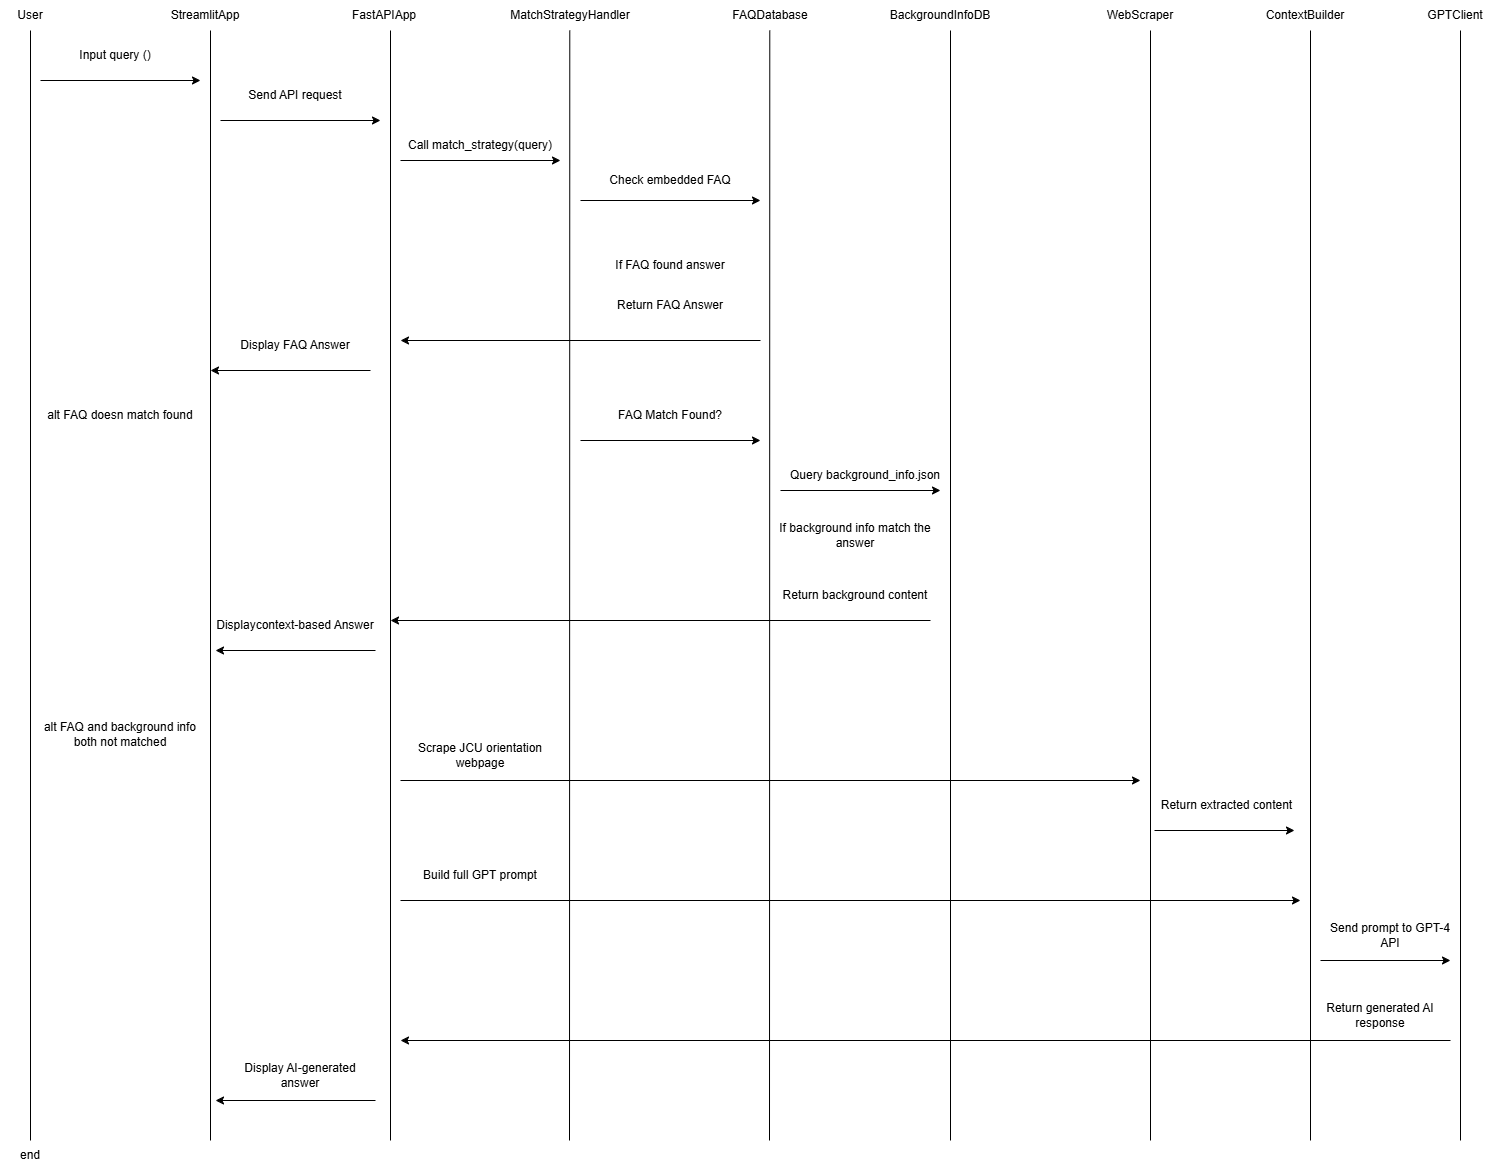 User
StreamlitApp
FastAPIApp
MatchStrategyHandler
FAQDatabase
BackgroundInfoDB
WebScraper
ContextBuilder
GPTClient
Input query ()
Send API request
Call match_strategy(query)
Check embedded FAQ
If FAQ found answer
Return FAQ Answer
Display FAQ Answer
alt FAQ doesn match found
FAQ Match Found?
Query background_info.json
If background info match the
answer
Return background content
Displaycontext-based Answer
alt FAQ and background info
both not matched
Scrape JCU orientation
webpage
Return extracted content
Build full GPT prompt
Send prompt to GPT-4
API
Return generated AI
response
Display AI-generated
answer
end